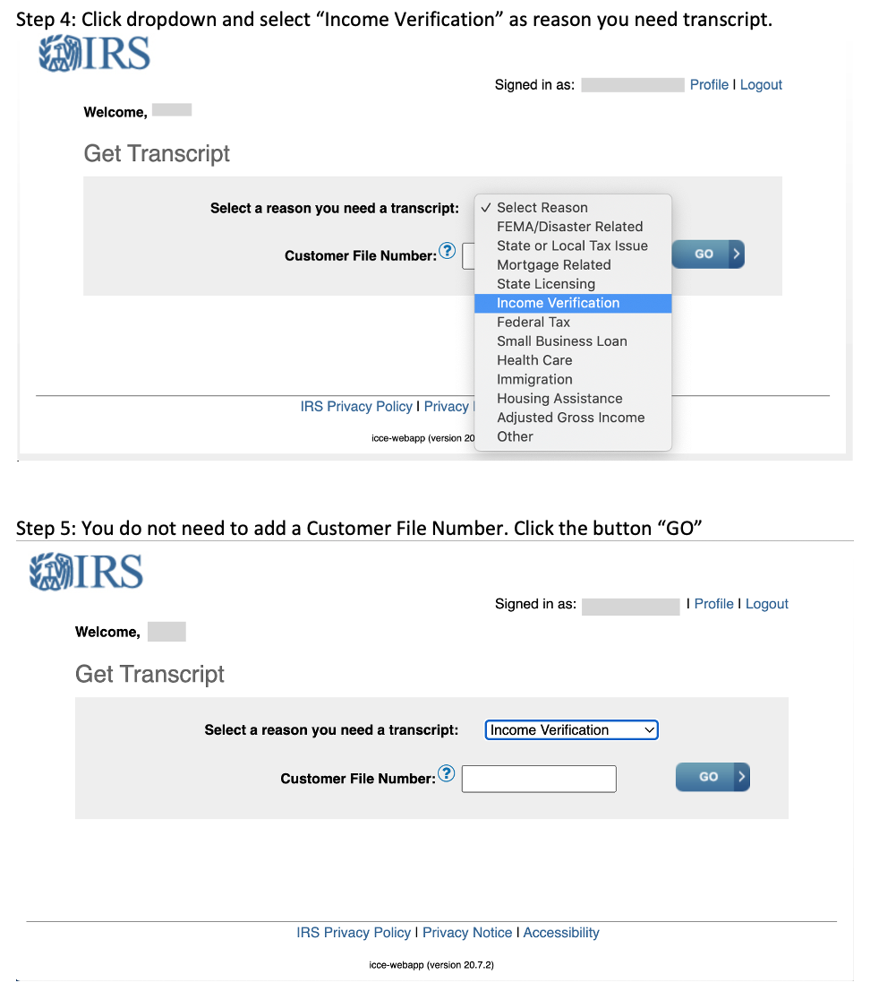 Step 4: Click dropdown and select “Income Verification” as reason you need transcript.
IRS
Signed in as: Profile | Logout
Welcome,
Get Transcript
Select a reason you need a transcript:
✓ Select Reason
FEMA/Disaster Related
State or Local Tax Issue
Customer File Number: ?
GO >
Mortgage Related
State Licensing
Income Verification
Federal Tax
Small Business Loan
Health Care
Immigration
Housing Assistance
Adjusted Gross Income
Other
IRS Privacy Policy | Privacy
icce-webapp (version 20
Step 5: You do not need to add a Customer File Number. Click the button “GO”
IRS
Signed in as: | Profile | Logout
Welcome,
Get Transcript
Select a reason you need a transcript: Income Verification
Customer File Number: ? GO >
IRS Privacy Policy | Privacy Notice | Accessibility
icce-webapp (version 20.7.2)